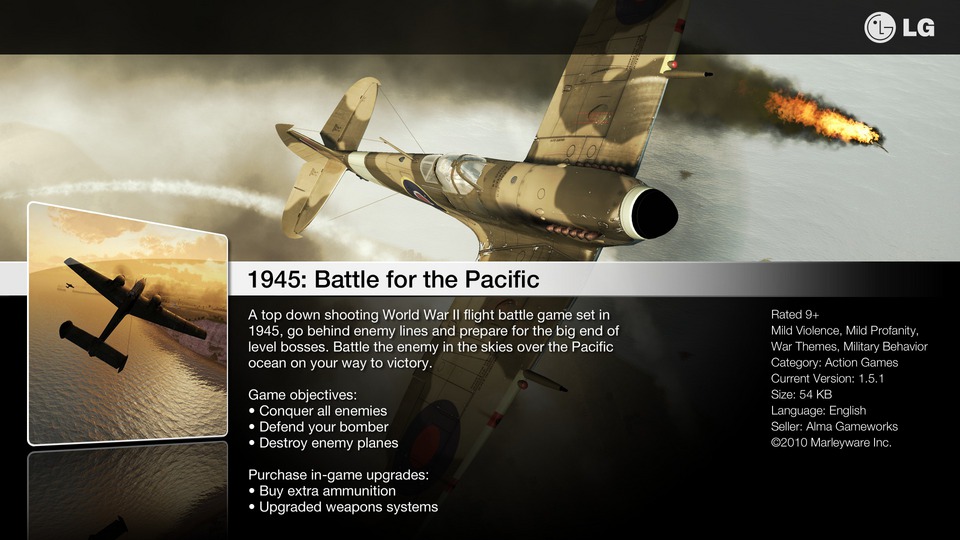 LG
1945: Battle for the Pacific
A top down shooting World War II flight battle game set in
1945, go behind enemy lines and prepare for the big end of
level bosses. Battle the enemy in the skies over the Pacific
ocean on your way to victory.
Game objectives:
• Conquer all enemies
• Defend your bomber
• Destroy enemy planes
Purchase in-game upgrades:
• Buy extra ammunition
• Upgraded weapons systems
Rated 9+
Mild Violence, Mild Profanity,
War Themes, Military Behavior
Category: Action Games
Current Version: 1.5.1
Size: 54 KB
Language: English
Seller: Alma Gameworks
©2010 Marleyware Inc.